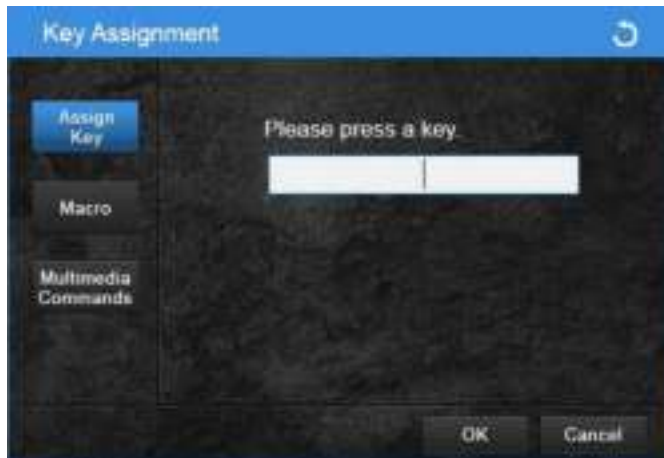 Key Assignment
Assign
Key
Please press a key.
Macro
Multimedia
Commands
OK
Cancel